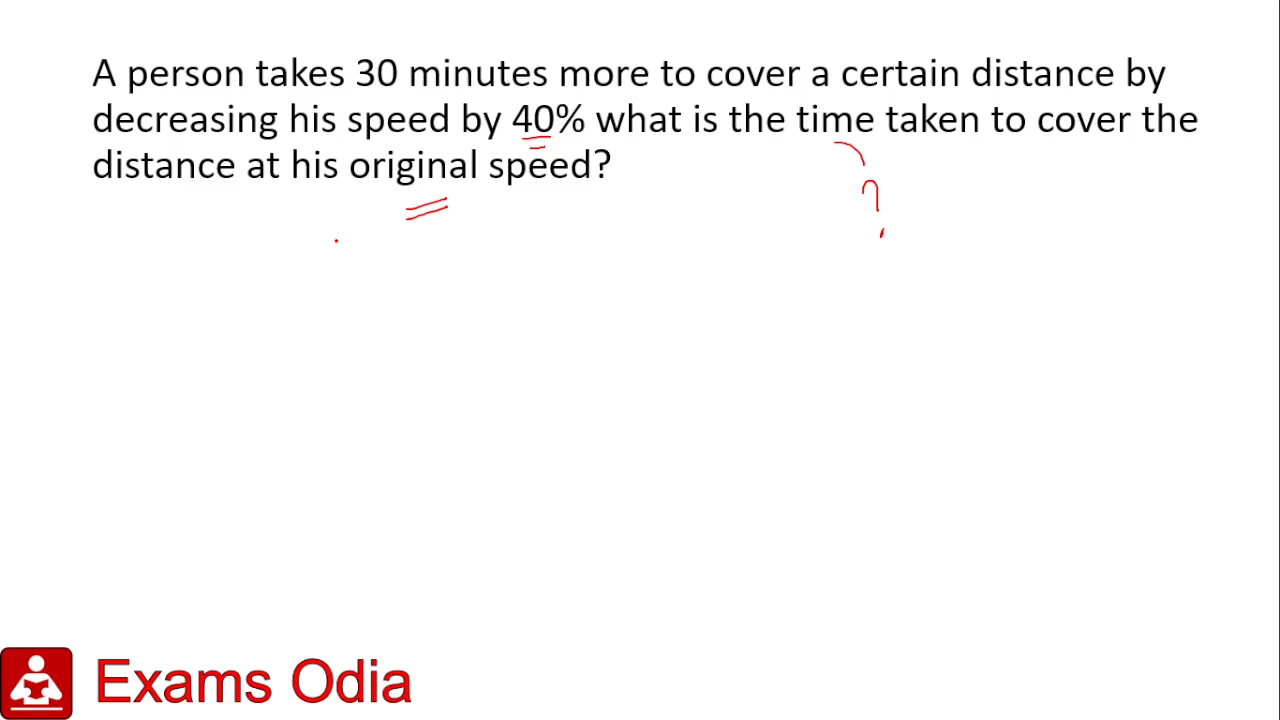 A person takes 30 minutes more to cover a certain distance by
decreasing his speed by 40% what is the time taken to cover the
distance at his original speed?
?
Exams Odia